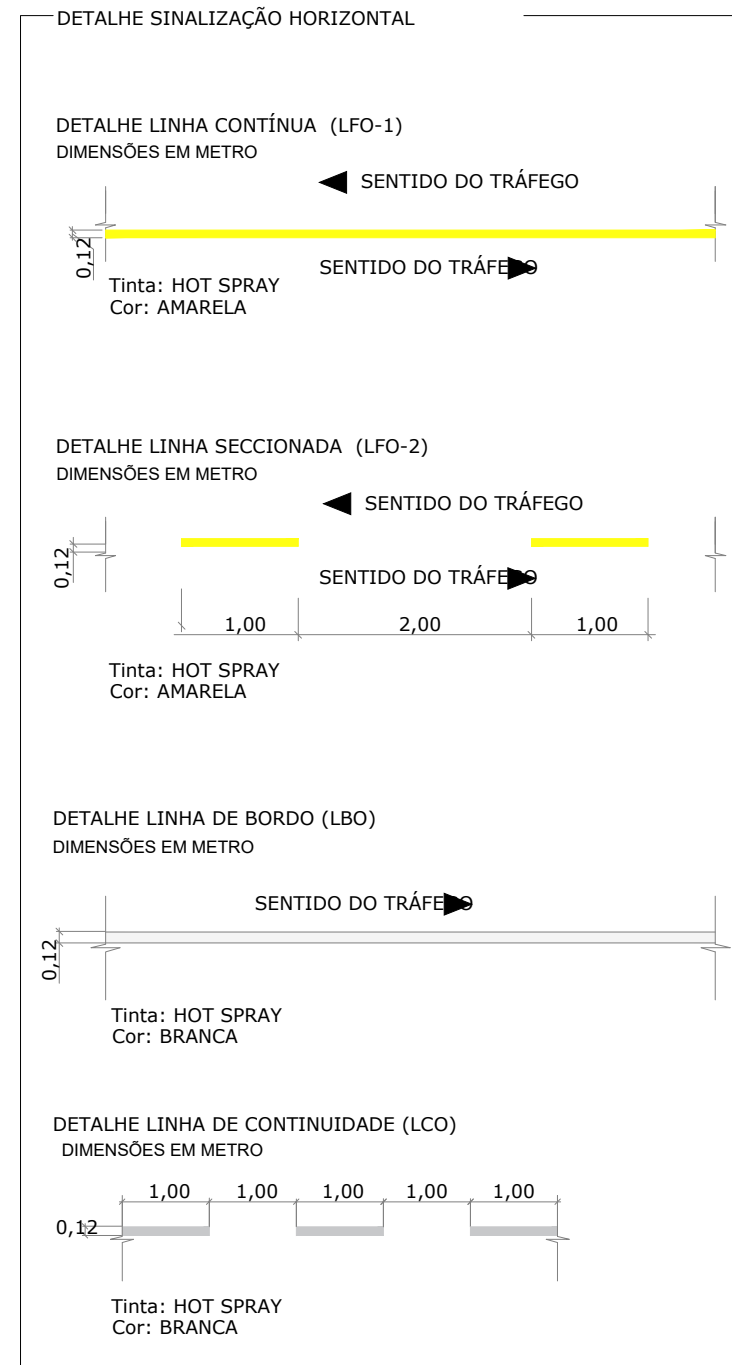 DETALHE SINALIZAÇÃO HORIZONTAL
DETALHE LINHA CONTÍNUA (LFO-1)
DIMENSÕES EM METRO
SENTIDO DO TRÁFEGO
0,12
SENTIDO DO TRÁFEGO
Tinta: HOT SPRAY
Cor: AMARELA
DETALHE LINHA SECCIONADA (LFO-2)
DIMENSÕES EM METRO
SENTIDO DO TRÁFEGO
0,12
SENTIDO DO TRÁFEGO
1,00 2,00 1,00
Tinta: HOT SPRAY
Cor: AMARELA
DETALHE LINHA DE BORDO (LBO)
DIMENSÕES EM METRO
SENTIDO DO TRÁFEGO
0,12
Tinta: HOT SPRAY
Cor: BRANCA
DETALHE LINHA DE CONTINUIDADE (LCO)
DIMENSÕES EM METRO
1,00 1,00 1,00 1,00 1,00
0,12
Tinta: HOT SPRAY
Cor: BRANCA